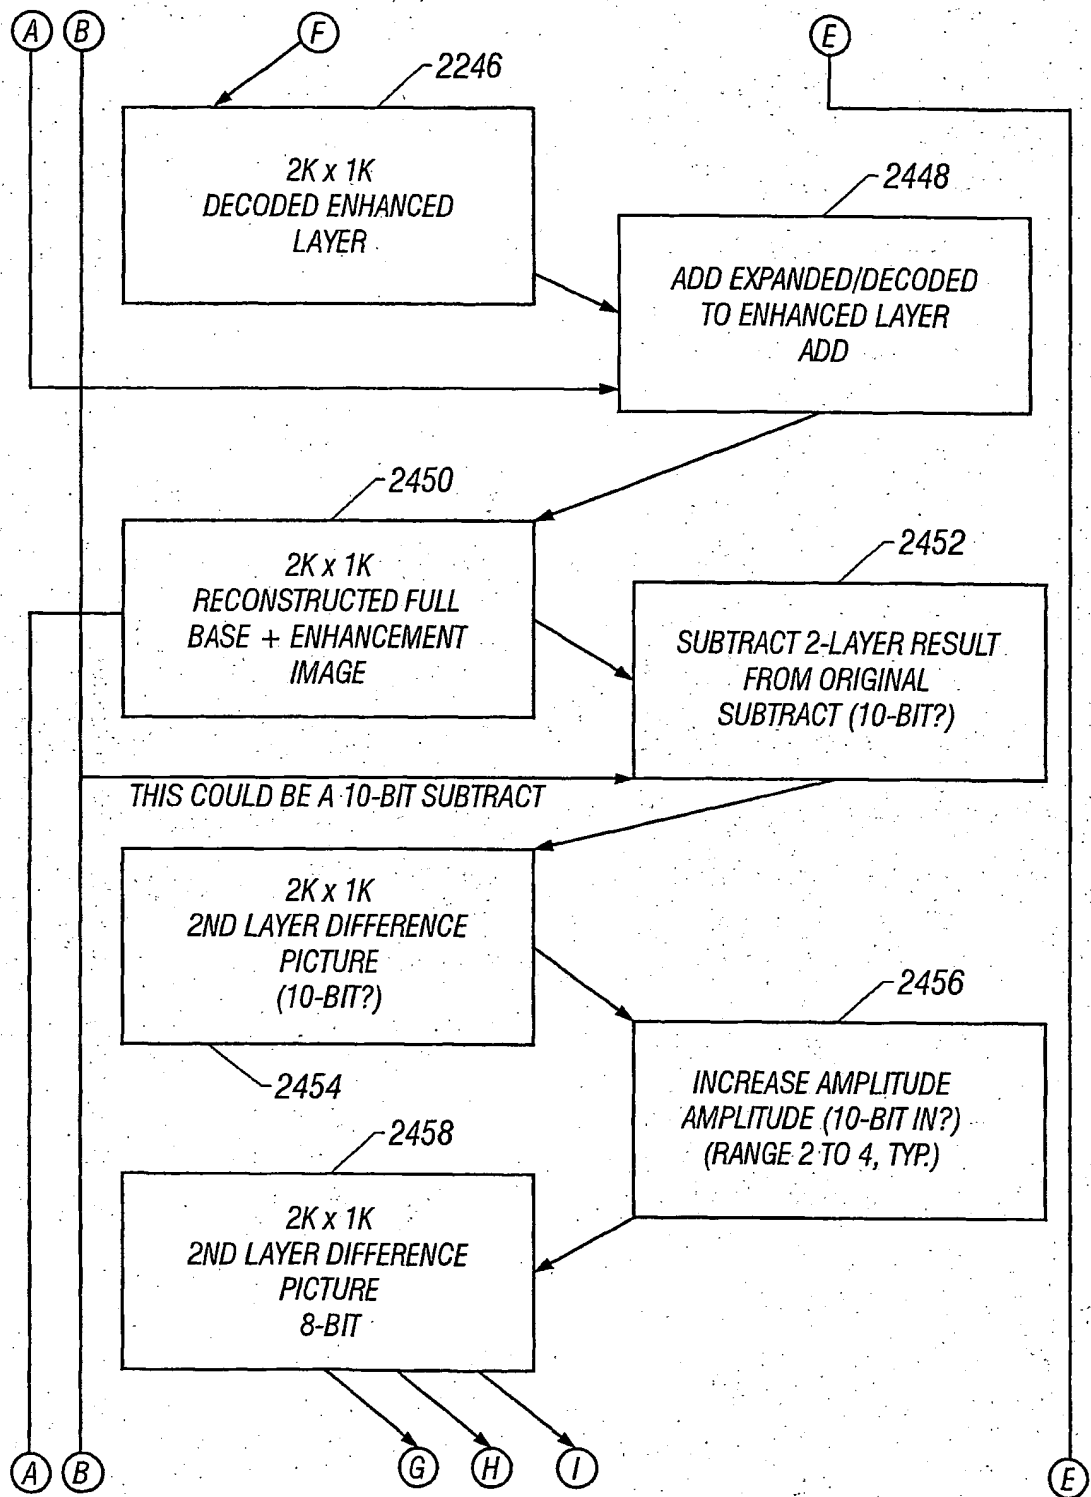 A B F E
2246
2K x 1K
DECODED ENHANCED
LAYER
2448
ADD EXPANDED/DECODED
TO ENHANCED LAYER
ADD
2450
2K x 1K
RECONSTRUCTED FULL
BASE + ENHANCEMENT
IMAGE
2452
SUBTRACT 2-LAYER RESULT
FROM ORIGINAL
SUBTRACT (10-BIT?)
THIS COULD BE A 10-BIT SUBTRACT
2K x 1K
2ND LAYER DIFFERENCE
PICTURE
(10-BIT?)
2454
2456
INCREASE AMPLITUDE
AMPLITUDE (10-BIT IN?)
(RANGE 2 TO 4, TYP.)
2458
2K x 1K
2ND LAYER DIFFERENCE
PICTURE
8-BIT
A B G H I E